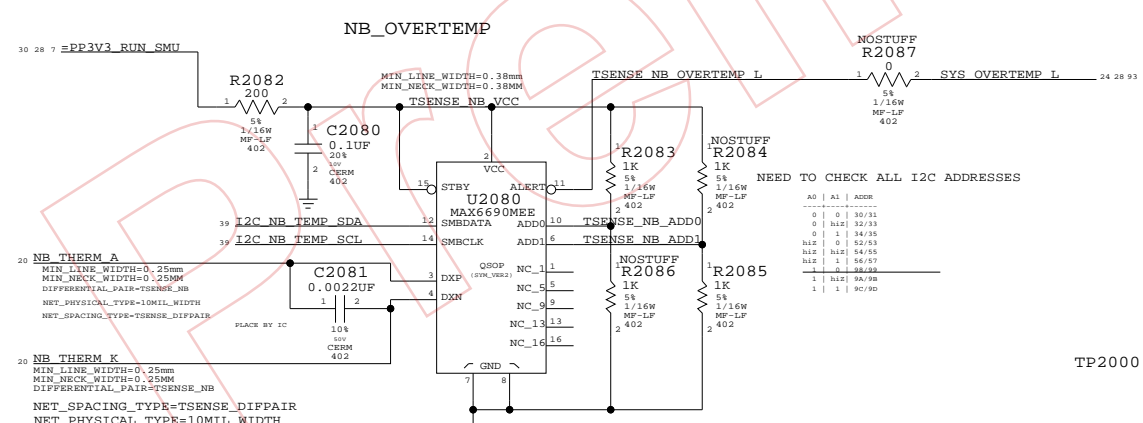 NB_OVERTEMP
30 28 7 =PP3V3_RUN_SMU
R2082
200
1 2
5%
1/16W
MF-LF
402
MIN_LINE_WIDTH=0.38mm
MIN_NECK_WIDTH=0.38MM
TSENSE_NB_VCC
TSENSE_NB_OVERTEMP_L
NOSTUFF
R2087
0
1 2
5%
1/16W
MF-LF
402
SYS_OVERTEMP_L 24 28 93
1
C2080
0.1UF
20%
10V
CERM
402
2
2
VCC
15 STBY
ALERT 11
U2080
MAX6690MEE
39 I2C_NB_TEMP_SDA 12 SMBDATA
39 I2C_NB_TEMP_SCL 14 SMBCLK
ADD0 10 TSENSE_NB_ADD0
ADD1 6 TSENSE_NB_ADD1
QSOP
(SYM_VER2)
3 DXP
4 DXN
NC_1 1
NC_5 5
NC_9 9
NC_13 13
NC_16 16
GND
7 8
1
R2083
1K
5%
1/16W
MF-LF
402
2
NOSTUFF
1
R2084
1K
5%
1/16W
MF-LF
402
2
NOSTUFF
1
R2086
1K
5%
1/16W
MF-LF
402
2
1
R2085
1K
5%
1/16W
MF-LF
402
2
NEED TO CHECK ALL I2C ADDRESSES
A0 | A1 | ADDR
----+----+------
0 | 0 | 30/31
0 | hiZ | 32/33
0 | 1 | 34/35
hiZ | 0 | 52/53
hiZ | hiZ | 54/55
hiZ | 1 | 56/57
1 | 0 | 98/99
1 | hiZ | 9A/9B
1 | 1 | 9C/9D
20 NB_THERM_A
MIN_LINE_WIDTH=0.25mm
MIN_NECK_WIDTH=0.25MM
DIFFERENTIAL_PAIR=TSENSE_NB
NET_PHYSICAL_TYPE=10MIL_WIDTH
NET_SPACING_TYPE=TSENSE_DIFPAIR
C2081
0.0022UF
1 2
PLACE BY IC
10%
50V
CERM
402
20 NB_THERM_K
MIN_LINE_WIDTH=0.25mm
MIN_NECK_WIDTH=0.25MM
DIFFERENTIAL_PAIR=TSENSE_NB
NET_SPACING_TYPE=TSENSE_DIFPAIR
NET_PHYSICAL_TYPE=10MIL_WIDTH
TP2000